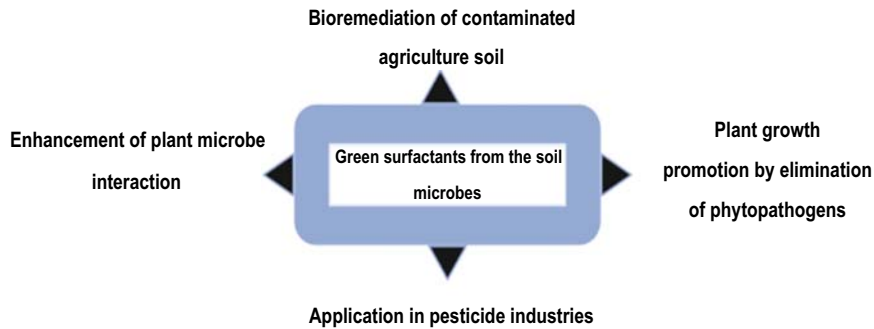 Bioremediation of contaminated
agriculture soil
Enhancement of plant microbe
interaction
Green surfactants from the soil
microbes
Plant growth
promotion by elimination
of phytopathogens
Application in pesticide industries